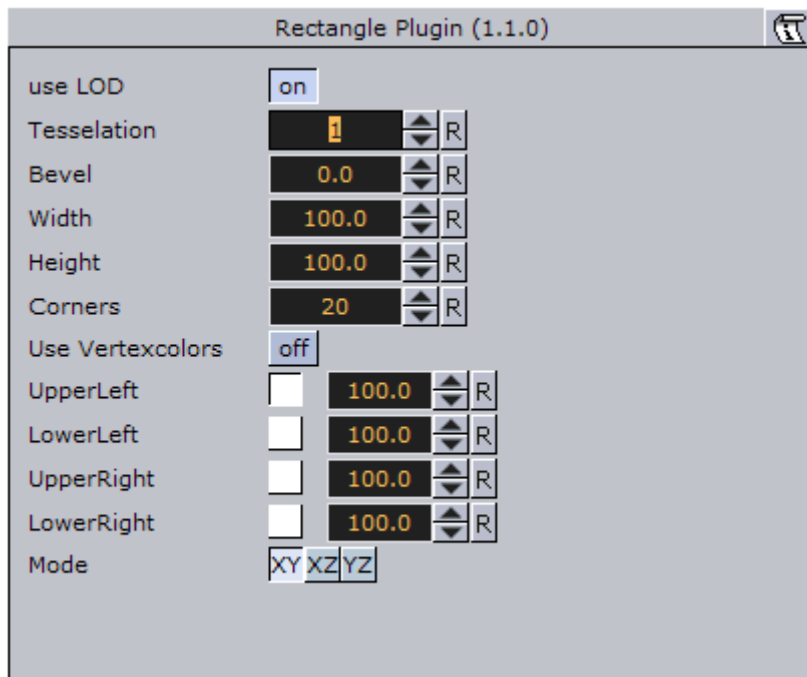 Rectangle Plugin (1.1.0)
use LOD on
Tesselation 1 R
Bevel 0.0 R
Width 100.0 R
Height 100.0 R
Corners 20 R
Use Vertexcolors off
UpperLeft 100.0 R
LowerLeft 100.0 R
UpperRight 100.0 R
LowerRight 100.0 R
Mode XY XZ YZ